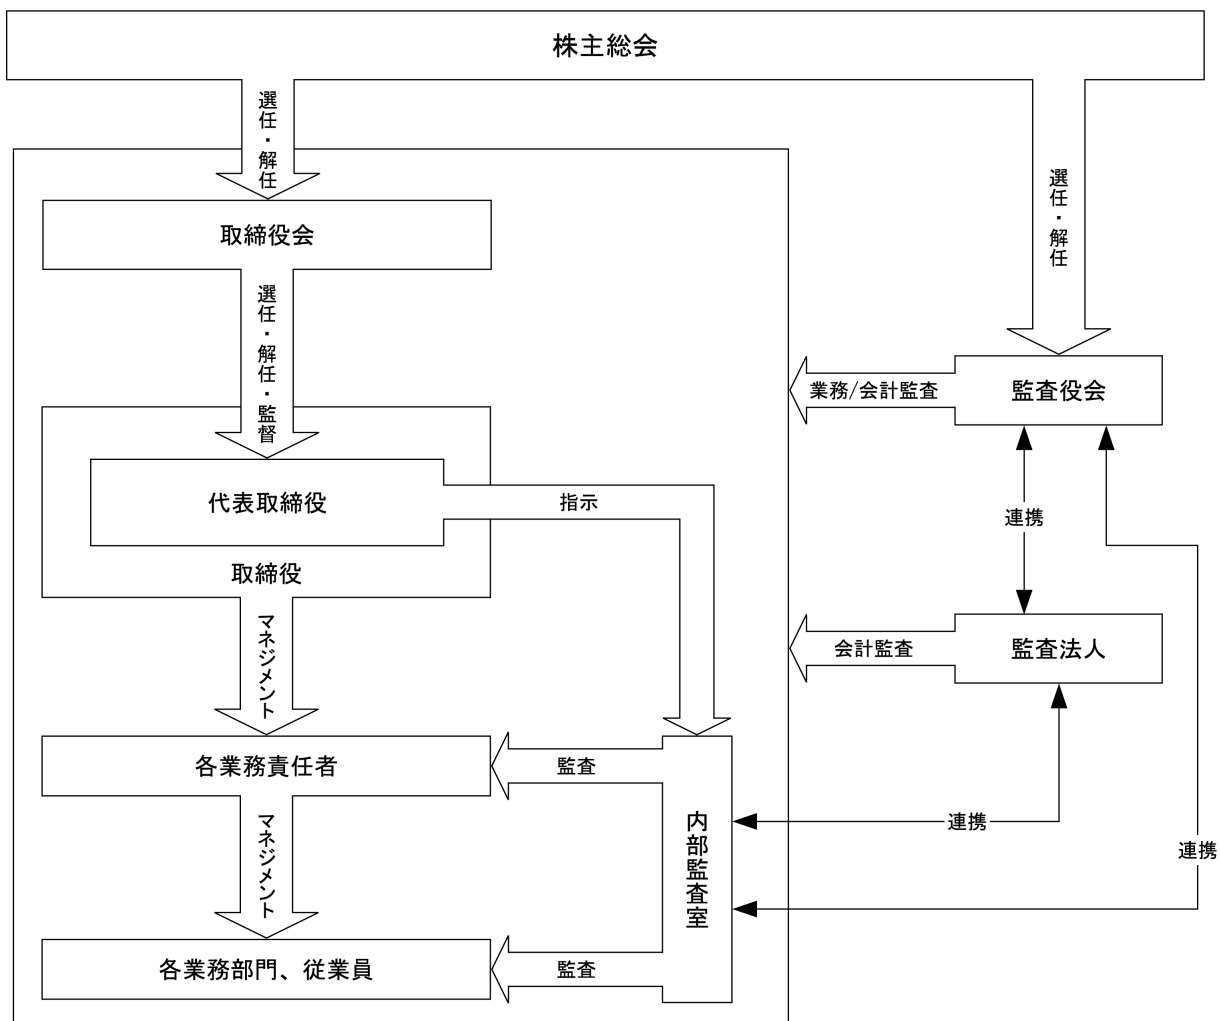 株主総会
選任・解任
選任・解任
取締役会
選任・解任・監督
業務/会計監査
監査役会
代表取締役
指示
連携
取締役
マネジメント
会計監査
監査法人
各業務責任者
監査
マネジメント
内部監査室
連携
連携
各業務部門、従業員
監査